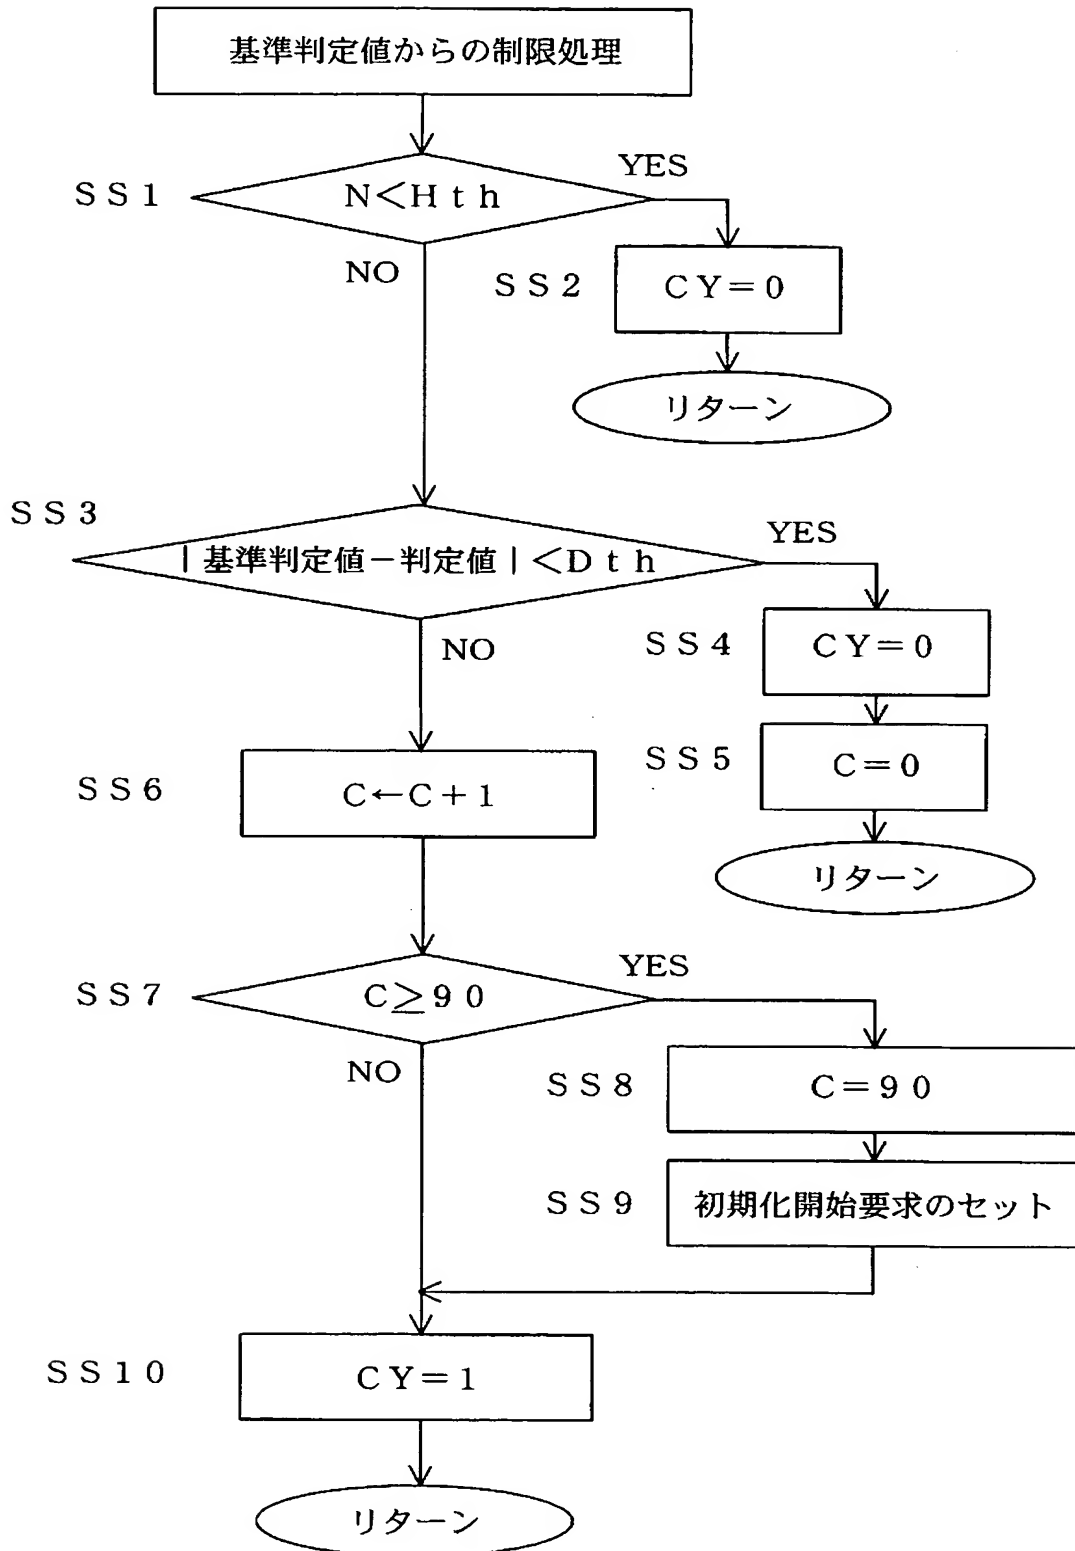 基準判定値からの制限処理
SS1
N<Hth
YES
NO
SS2
CY=0
リターン
SS3
|基準判定値-判定値|<Dth
YES
NO
SS4
CY=0
SS5
C=0
リターン
SS6
C←C+1
SS7
C≧90
YES
NO
SS8
C=90
SS9
初期化開始要求のセット
SS10
CY=1
リターン